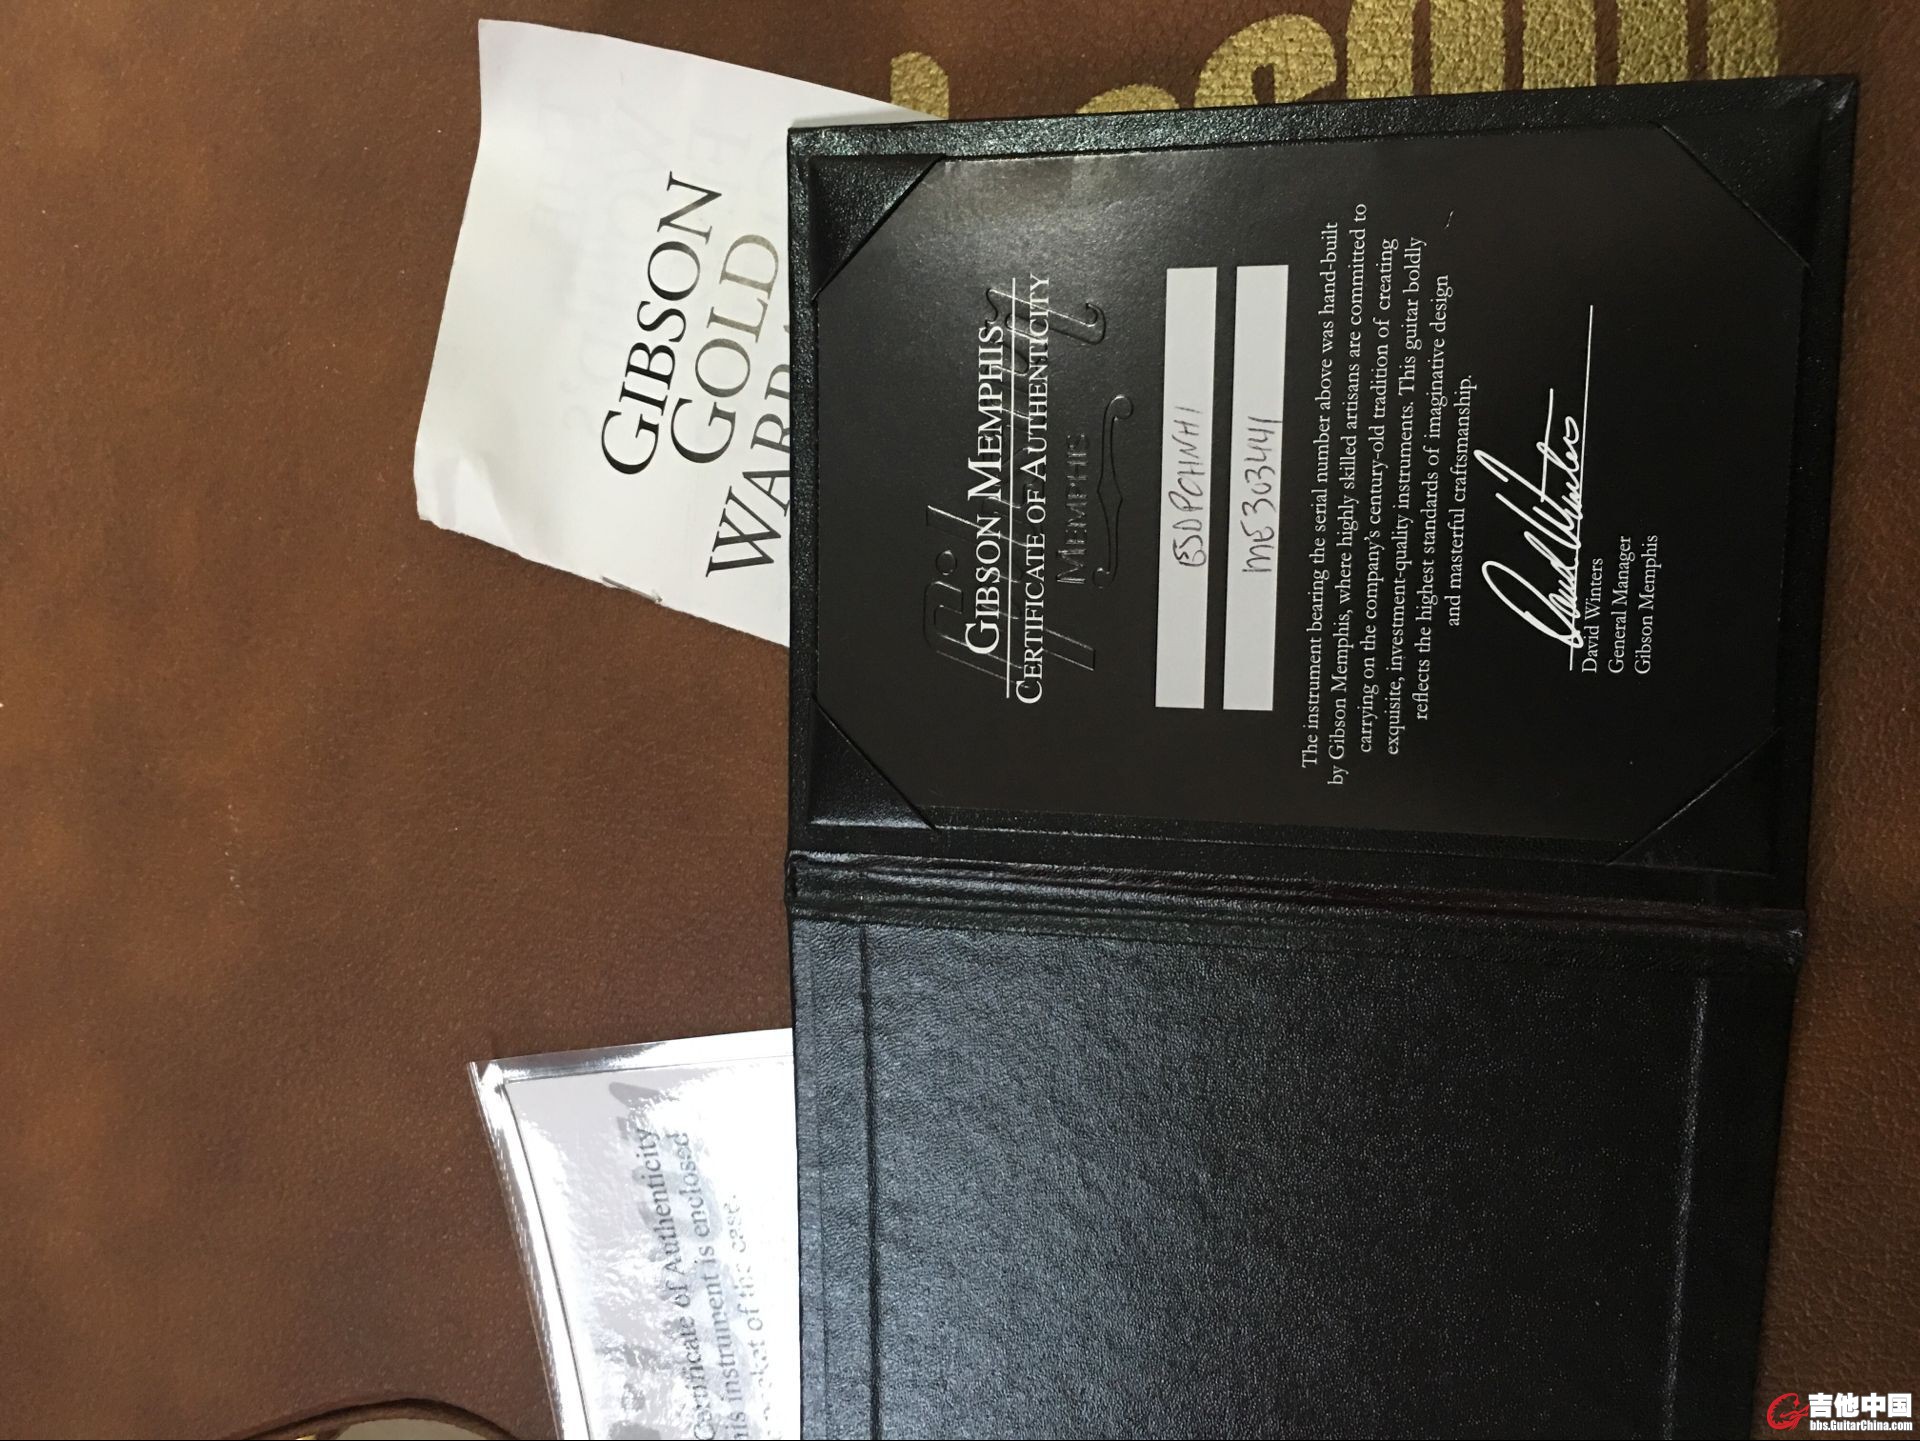 GIBSON
GOLD
GIBSON MEMPHIS
CERTIFICATE OF AUTHENTICITY
MEMPHIS
ESDPCHNH1
ME303441
The instrument bearing the serial number above was hand-built
by Gibson Memphis, where highly skilled artisans are committed to
carrying on the company's century-old tradition of creating
exquisite, investment-quality instruments. This guitar boldly
reflects the highest standards of imaginative design
and masterful craftsmanship.
David Winters
David Winters
General Manager
Gibson Memphis
Certificate of Authenticity
instrument is enclosed
of the case.
吉他中国
bbs.GuitarChina.com